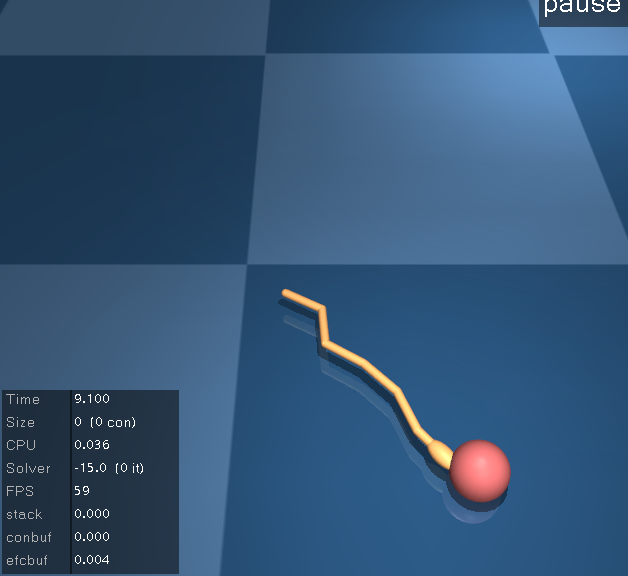 pause
Time 9.100
Size 0 (0 con)
CPU 0.036
Solver -15.0 (0 it)
FPS 59
stack 0.000
conbuf 0.000
efcbuf 0.004